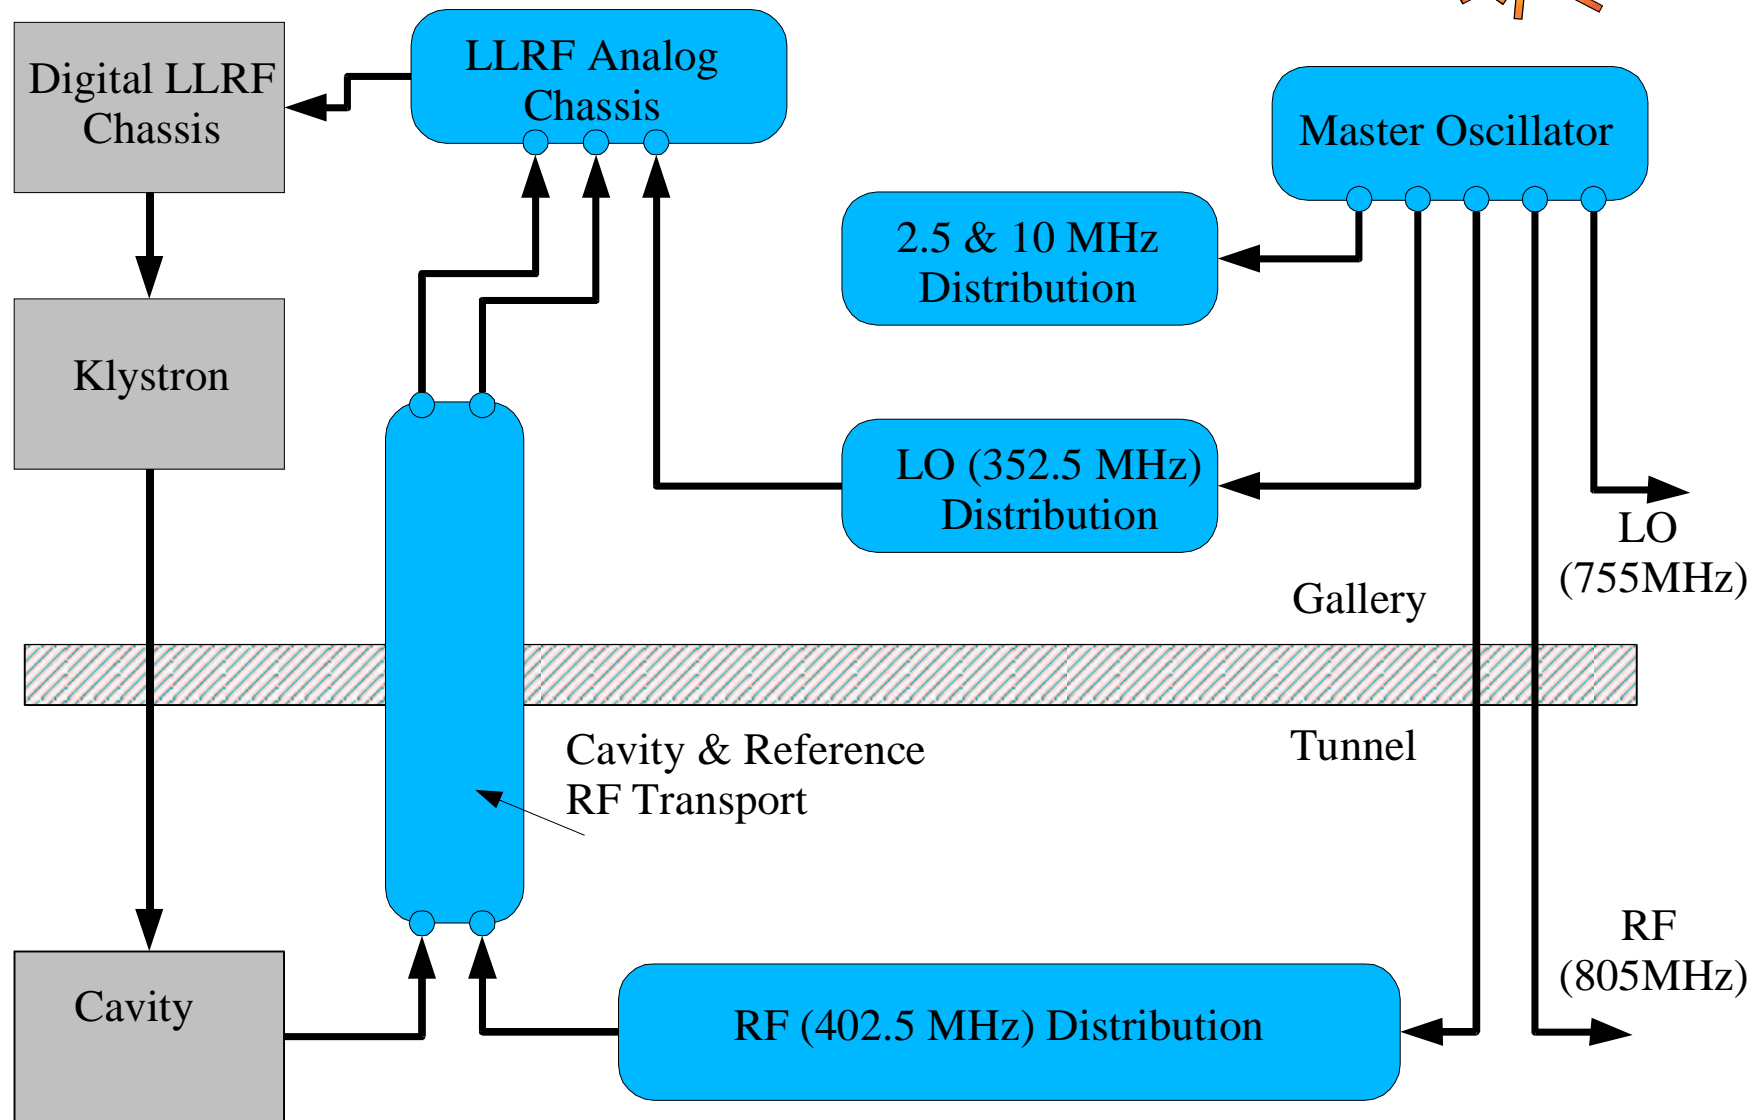 Digital LLRF
Chassis
LLRF Analog
Chassis
Master Oscillator
2.5 & 10 MHz
Distribution
Klystron
LO (352.5 MHz)
Distribution
LO
(755MHz)
Gallery
Tunnel
Cavity & Reference
RF Transport
RF
(805MHz)
Cavity
RF (402.5 MHz) Distribution